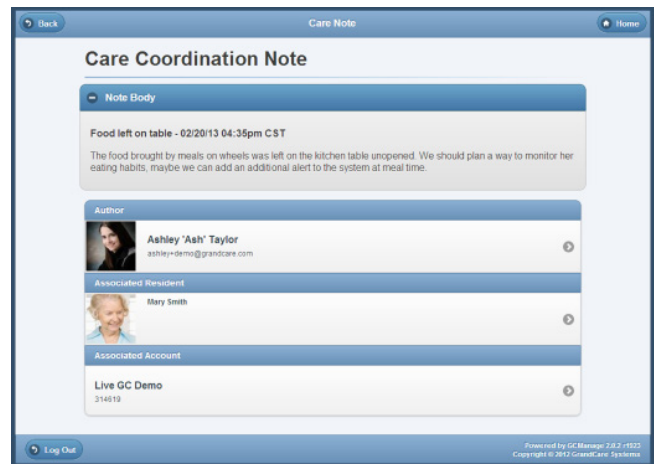 Back
Care Note
Home
Care Coordination Note
Note Body
Food left on table - 02/20/13 04:35pm CST
The food brought by meals on wheels was left on the kitchen table unopened. We should plan a way to monitor her
eating habits, maybe we can add an additional alert to the system at meal time.
Author
Ashley 'Ash' Taylor
ashley+demo@grandcare.com
Associated Resident
Mary Smith
Associated Account
Live GC Demo
314619
Log Out
Powered by GCManage 2.0.2 r1823
Copyright © 2012 GrandCare Systems